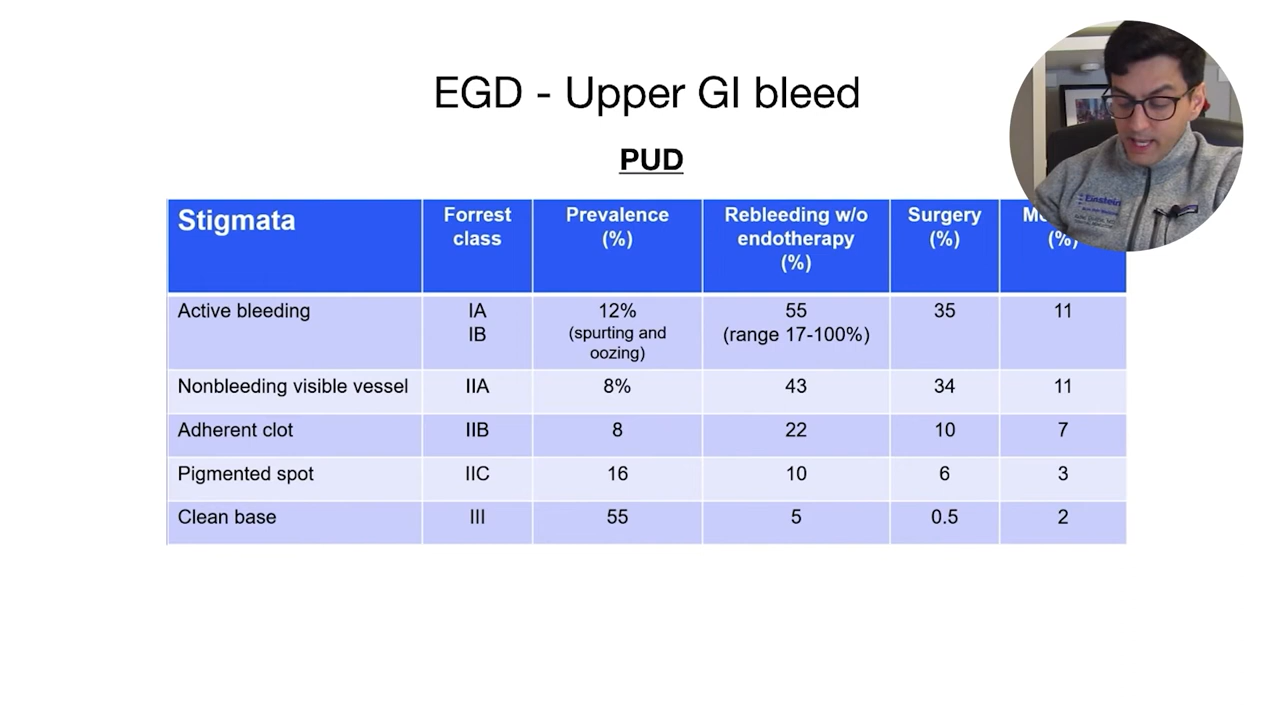 EGD - Upper GI bleed
PUD
Stigmata Forrest class Prevalence (%) Rebleeding w/o endotherapy (%) Surgery (%) (%)
Active bleeding IA IB 12% (spurting and oozing) 55 (range 17-100%) 35 11
Nonbleeding visible vessel IIA 8% 43 34 11
Adherent clot IIB 8 22 10 7
Pigmented spot IIC 16 10 6 3
Clean base III 55 5 0.5 2
Einstein